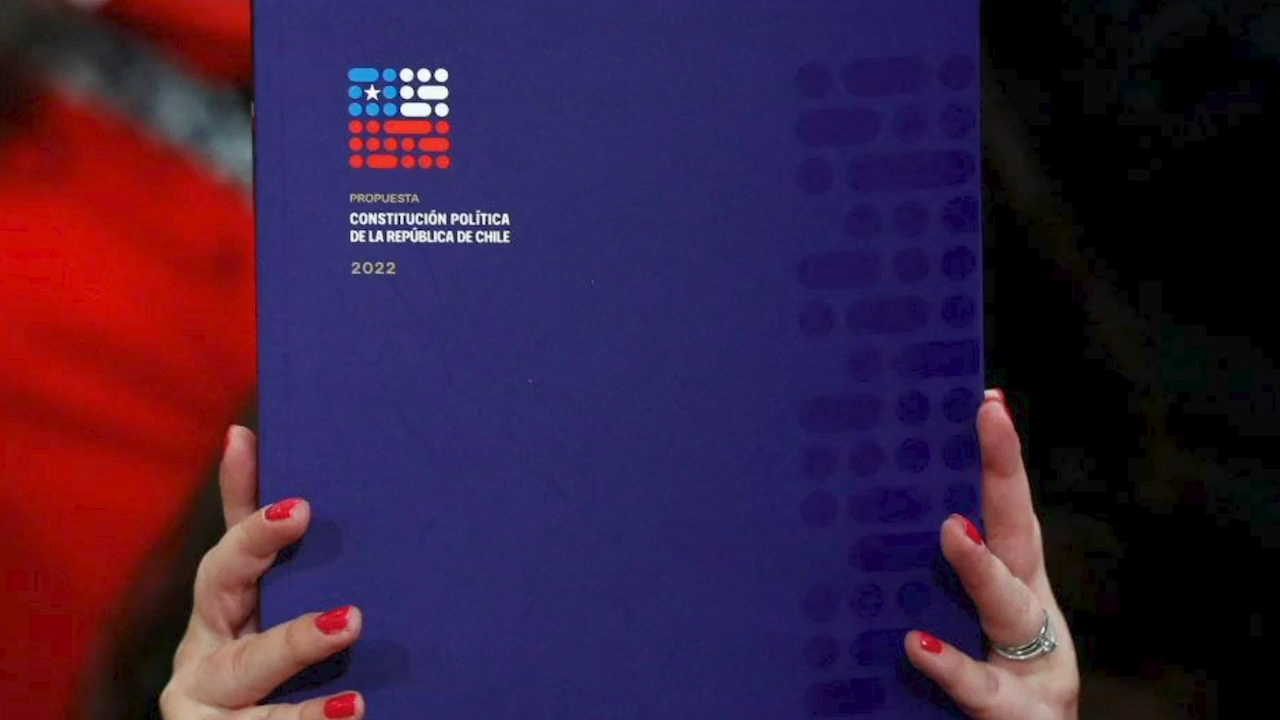 PROPUESTA
CONSTITUCIÓN POLÍTICA
DE LA REPÚBLICA DE CHILE
2022